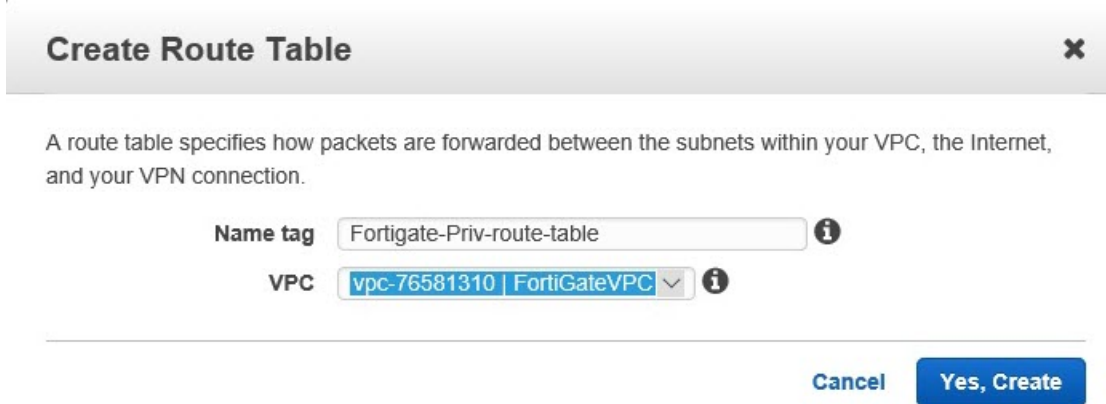 Create Route Table
A route table specifies how packets are forwarded between the subnets within your VPC, the Internet,
and your VPN connection.
Name tag Fortigate-Priv-route-table
VPC vpc-76581310 | FortiGateVPC
Cancel Yes, Create